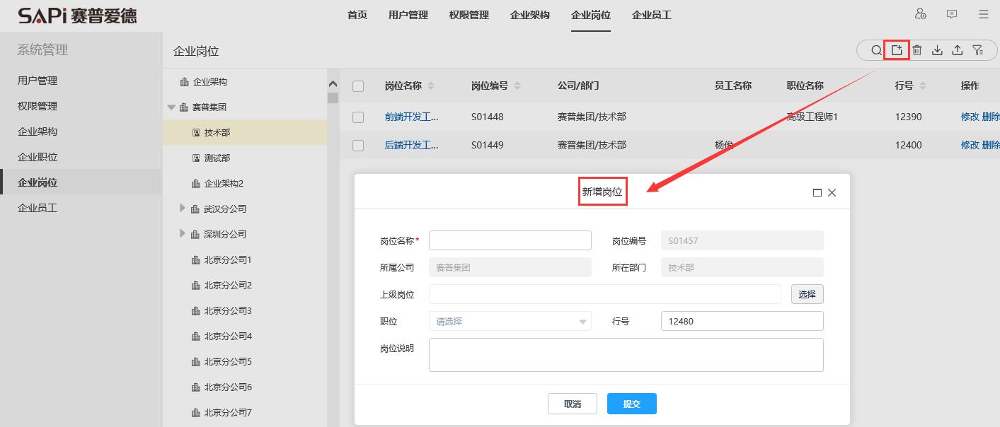 SAPi 赛普爱德
首页 用户管理 权限管理 企业架构 企业岗位 企业员工
系统管理
用户管理
权限管理
企业架构
企业职位
企业岗位
企业员工
企业岗位
企业架构
赛普集团
技术部
测试部
企业架构2
武汉分公司
深圳分公司
北京分公司1
北京分公司2
北京分公司3
北京分公司4
北京分公司5
北京分公司6
北京分公司7
岗位名称 岗位编号 公司/部门 员工名称 职位名称 行号 操作
前端开发工... S01448 赛普集团/技术部 高级工程师1 12390 修改 删除
后端开发工... S01449 赛普集团/技术部 杨俊 12400 修改 删除
新增岗位
岗位名称* 岗位编号 S01457
所属公司 赛普集团 所在部门 技术部
上级岗位 选择
职位 请选择 行号 12480
岗位说明
取消 提交